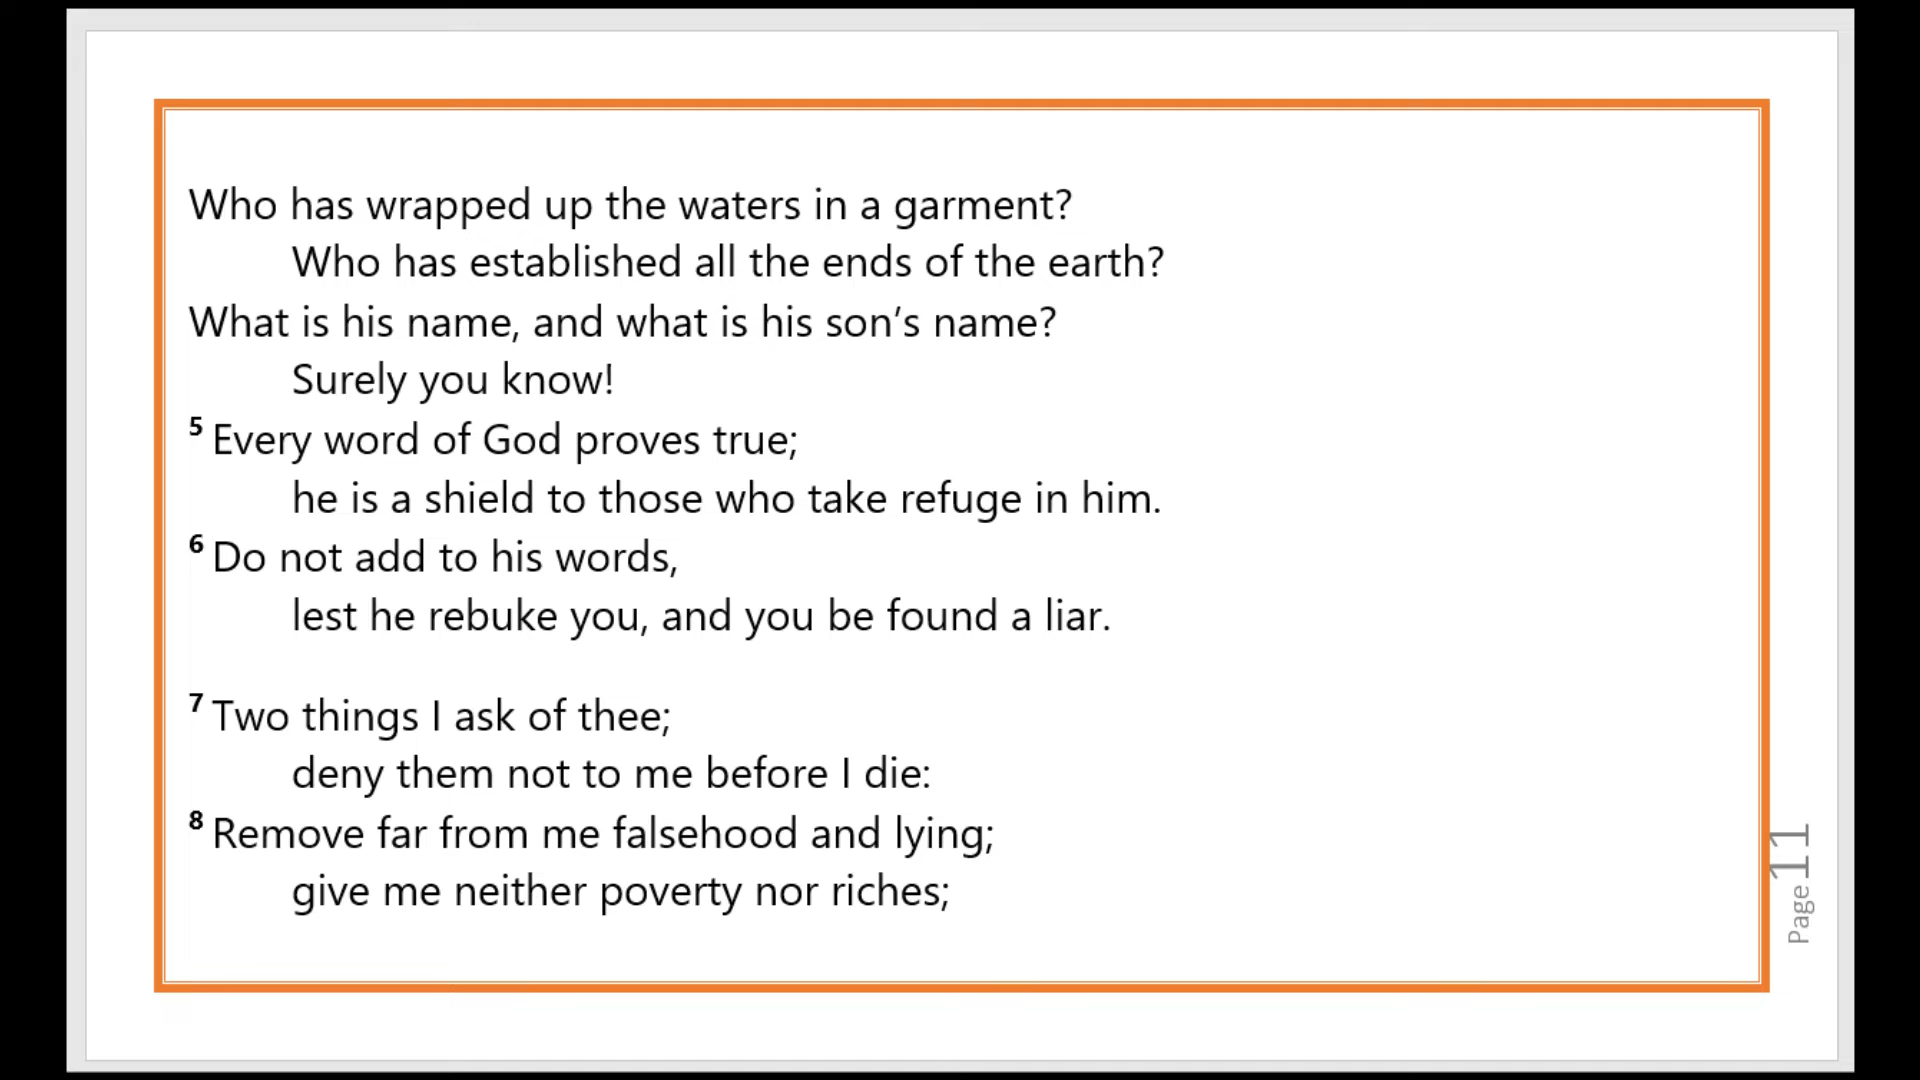 Who has wrapped up the waters in a garment?
Who has established all the ends of the earth?
What is his name, and what is his son’s name?
Surely you know!
5 Every word of God proves true;
he is a shield to those who take refuge in him.
6 Do not add to his words,
lest he rebuke you, and you be found a liar.
7 Two things I ask of thee;
deny them not to me before I die:
8 Remove far from me falsehood and lying;
give me neither poverty nor riches;
Page 11